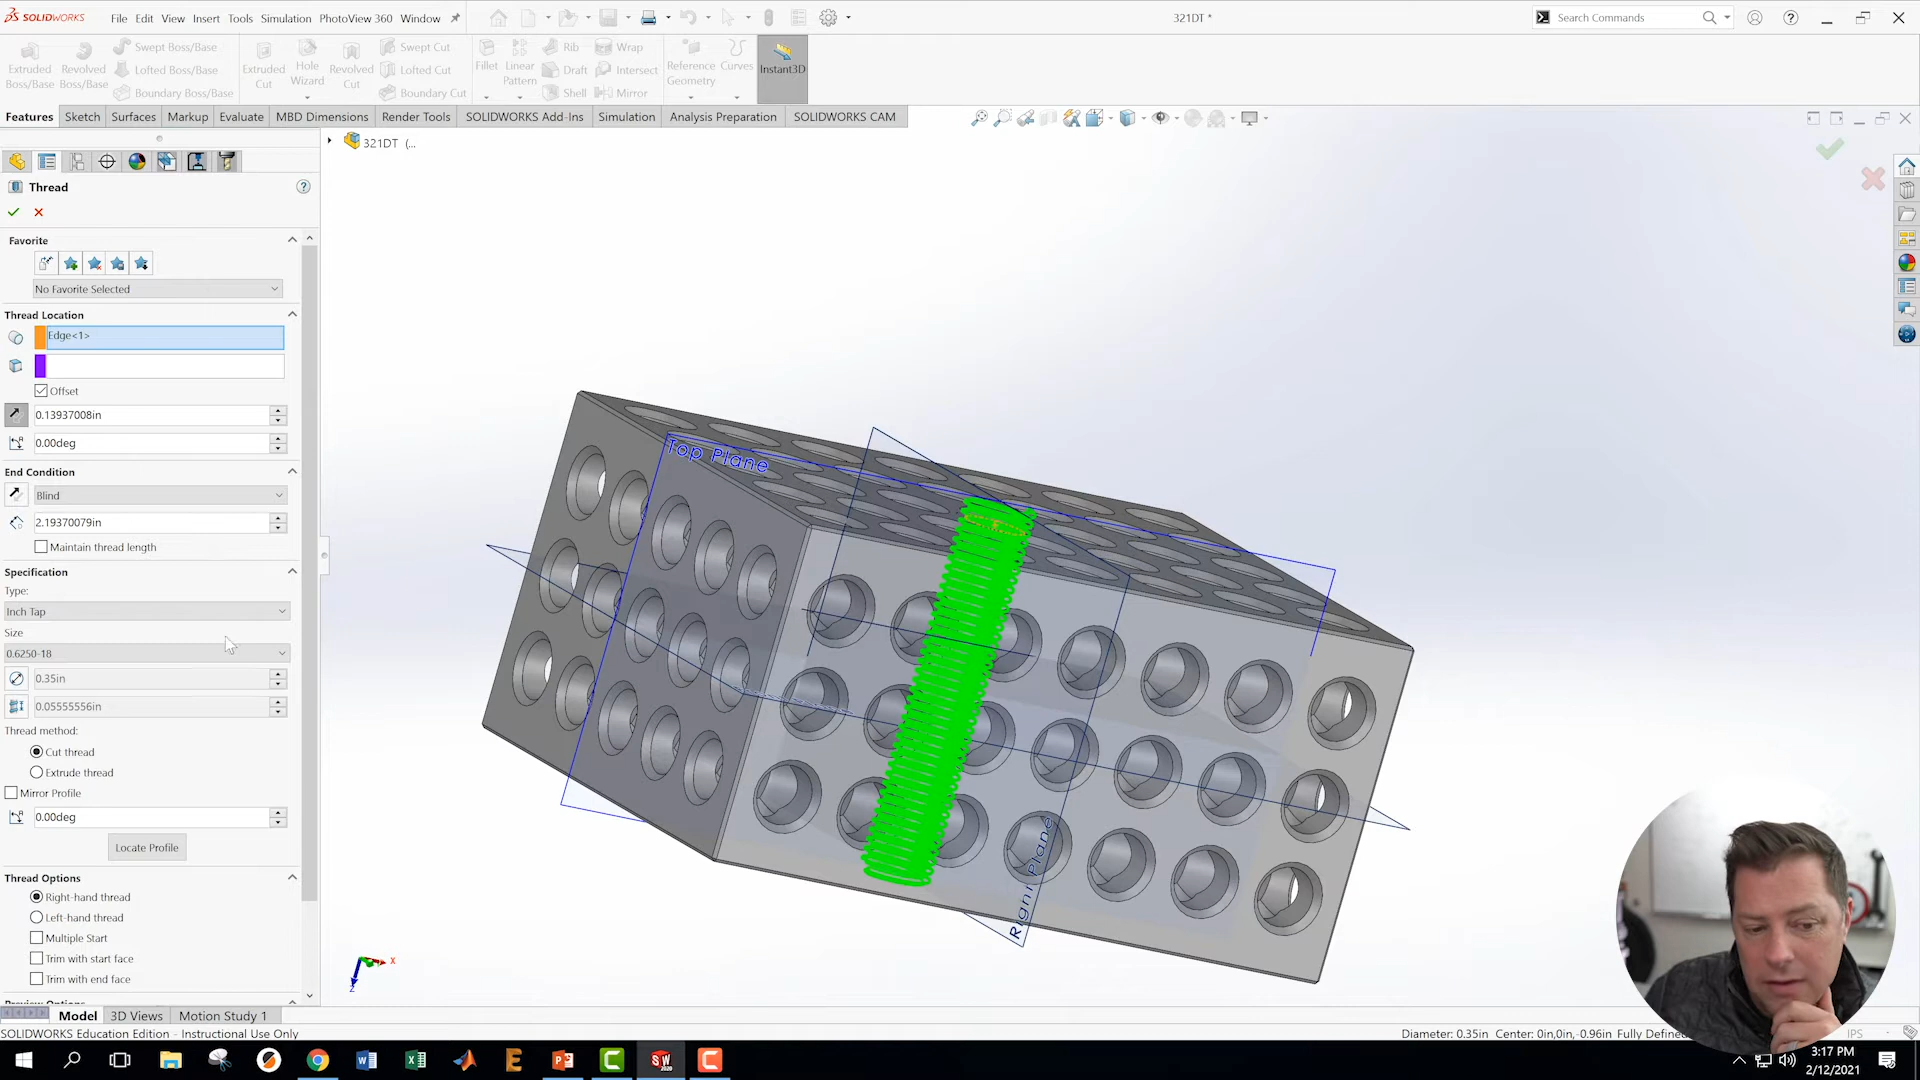 SOLIDWORKS File Edit View Insert Tools Simulation PhotoView 360 Window
321DT *
Search Commands
Extruded Boss/Base
Revolved Boss/Base
Swept Boss/Base
Lofted Boss/Base
Boundary Boss/Base
Extruded Cut
Hole Wizard
Revolved Cut
Swept Cut
Lofted Cut
Boundary Cut
Fillet
Linear Pattern
Rib
Draft
Shell
Wrap
Intersect
Mirror
Reference Geometry
Curves
Instant3D
Features Sketch Surfaces Markup Evaluate MBD Dimensions Render Tools SOLIDWORKS Add-Ins Simulation Analysis Preparation SOLIDWORKS CAM
321DT (...
Thread
Favorite
No Favorite Selected
Thread Location
Edge<1>
Offset
0.13937008in
0.00deg
End Condition
Blind
2.19370079in
Maintain thread length
Specification
Type:
Inch Tap
Size
0.6250-18
0.35in
0.05555556in
Thread method:
Cut thread
Extrude thread
Mirror Profile
0.00deg
Locate Profile
Thread Options
Right-hand thread
Left-hand thread
Multiple Start
Trim with start face
Trim with end face
Preview Options
Top Plane
Right Plane
X
Z
Model 3D Views Motion Study 1
SOLIDWORKS Education Edition - Instructional Use Only
Diameter: 0.35in Center: 0in,0in,-0.96in Fully Define
IPS
3:17 PM
2/12/2021